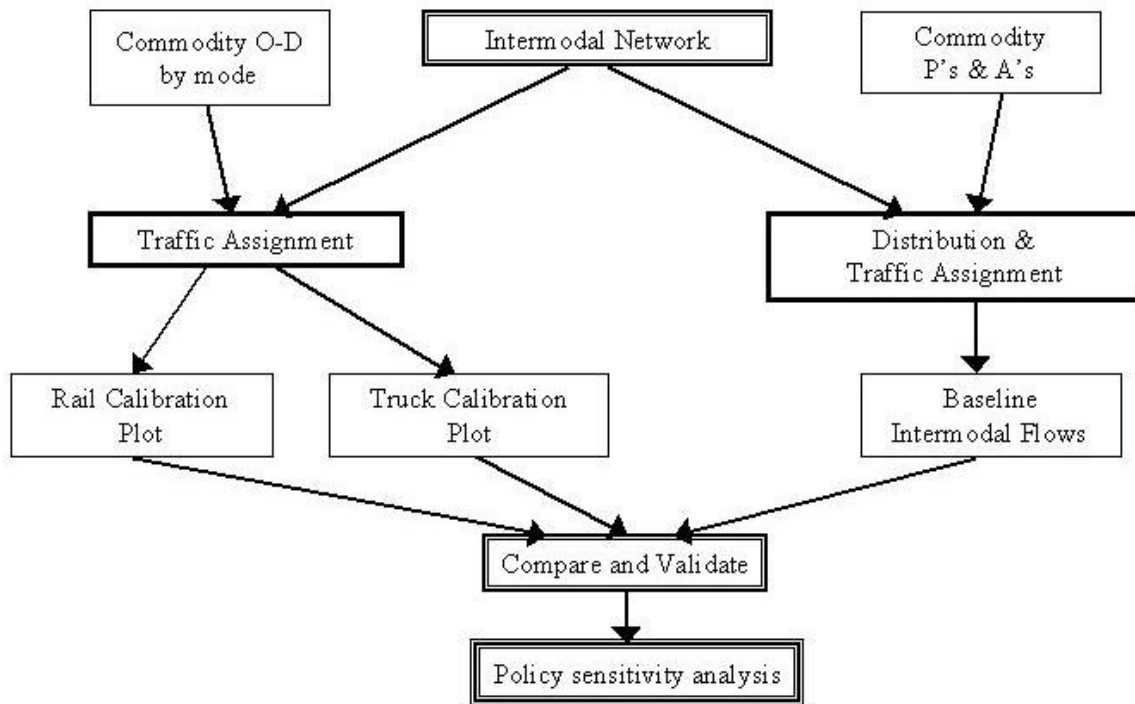 Commodity O-D
by mode
Intermodal Network
Commodity
P's & A's
Traffic Assignment
Distribution &
Traffic Assignment
Rail Calibration
Plot
Truck Calibration
Plot
Baseline
Intermodal Flows
Compare and Validate
Policy sensitivity analysis